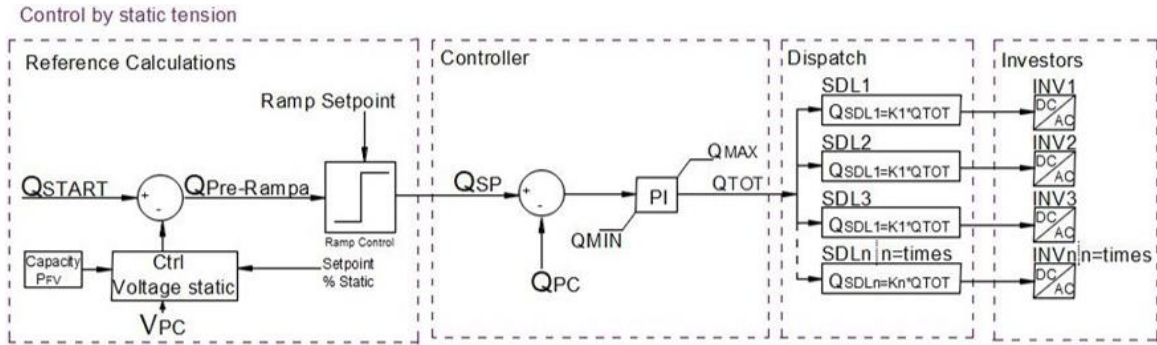 Control by static tension
Reference Calculations
Ramp Setpoint
QSTART
+
-
QPre-Rampa
Ramp Control
Capacity
PFV
Ctrl
Voltage static
Setpoint
% Static
VPC
Controller
QSP
+
-
QPC
PI
QMAX
QMIN
QTOT
Dispatch
SDL1
QSDL1=K1*QTOT
SDL2
QSDL1=K1*QTOT
SDL3
QSDL1=K1*QTOT
SDLn n=times
QSDLn=Kn*QTOT
Investors
INV1
DC
AC
INV2
DC
AC
INV3
DC
AC
INVn n=times
DC
AC